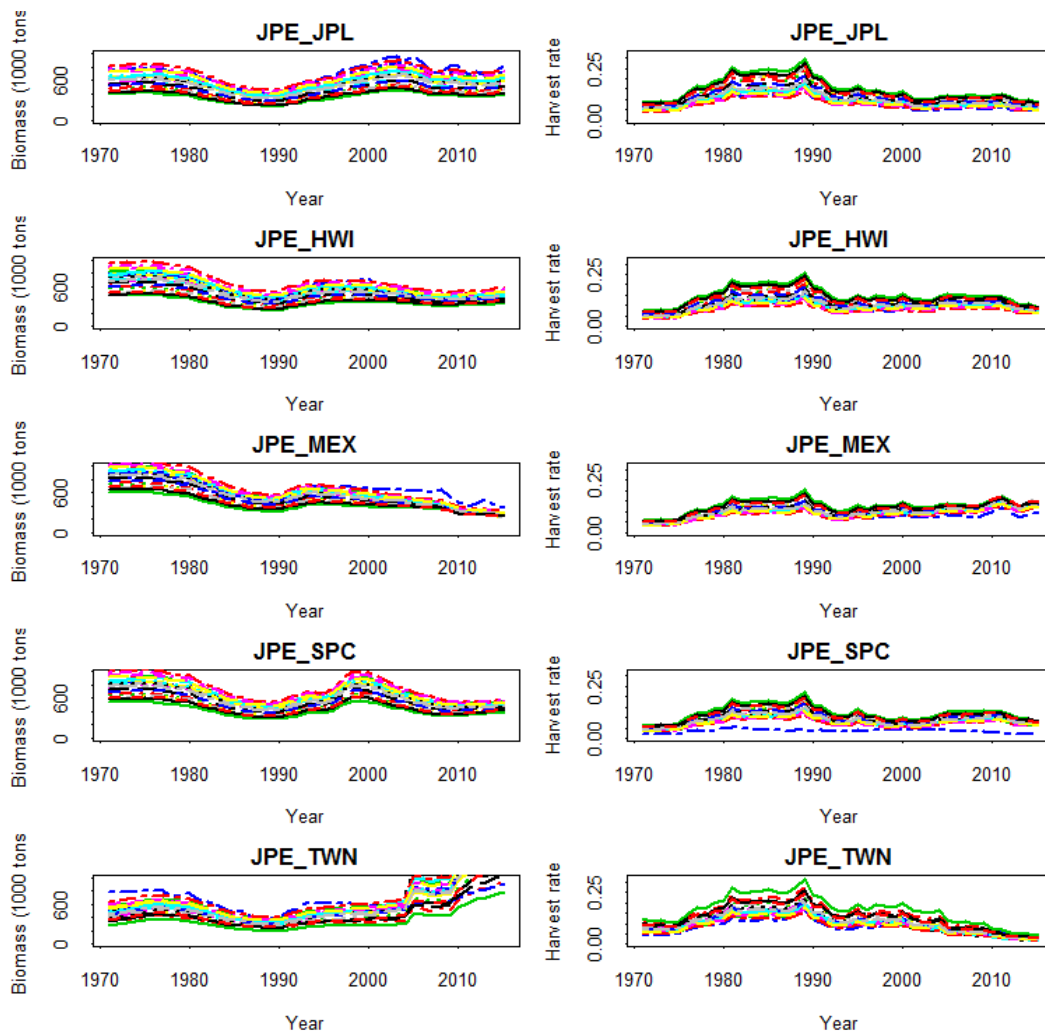 JPE_JPL
Biomass (1000 tons
600
0
1970 1980 1990 2000 2010
Year
JPE_JPL
Harvest rate
0.25
0.00
1970 1980 1990 2000 2010
Year
JPE_HWI
Biomass (1000 tons
600
0
1970 1980 1990 2000 2010
Year
JPE_HWI
Harvest rate
0.25
0.00
1970 1980 1990 2000 2010
Year
JPE_MEX
Biomass (1000 tons
600
0
1970 1980 1990 2000 2010
Year
JPE_MEX
Harvest rate
0.25
0.00
1970 1980 1990 2000 2010
Year
JPE_SPC
Biomass (1000 tons
600
0
1970 1980 1990 2000 2010
Year
JPE_SPC
Harvest rate
0.25
0.00
1970 1980 1990 2000 2010
Year
JPE_TWN
Biomass (1000 tons
600
0
1970 1980 1990 2000 2010
Year
JPE_TWN
Harvest rate
0.25
0.00
1970 1980 1990 2000 2010
Year